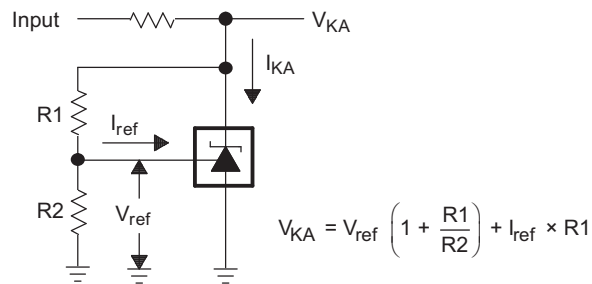 Input
V_KA
I_KA
R1
I_ref
R2
V_ref
V_KA = V_ref (1 + R1/R2) + I_ref × R1